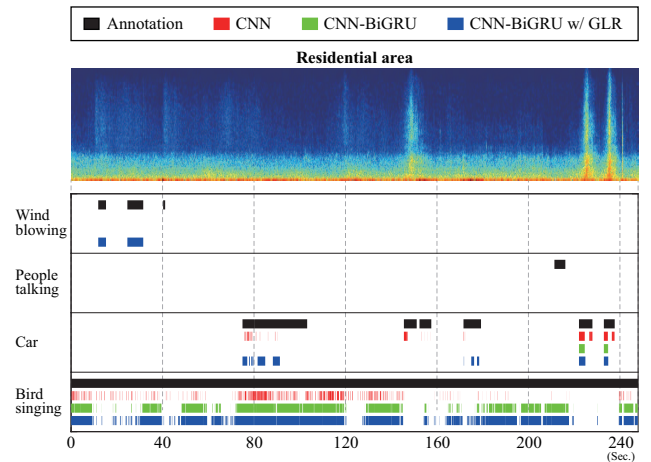 Annotation CNN CNN-BiGRU CNN-BiGRU w/ GLR
Residential area
Wind
blowing
People
talking
Car
Bird
singing
0 40 80 120 160 200 240
(Sec.)